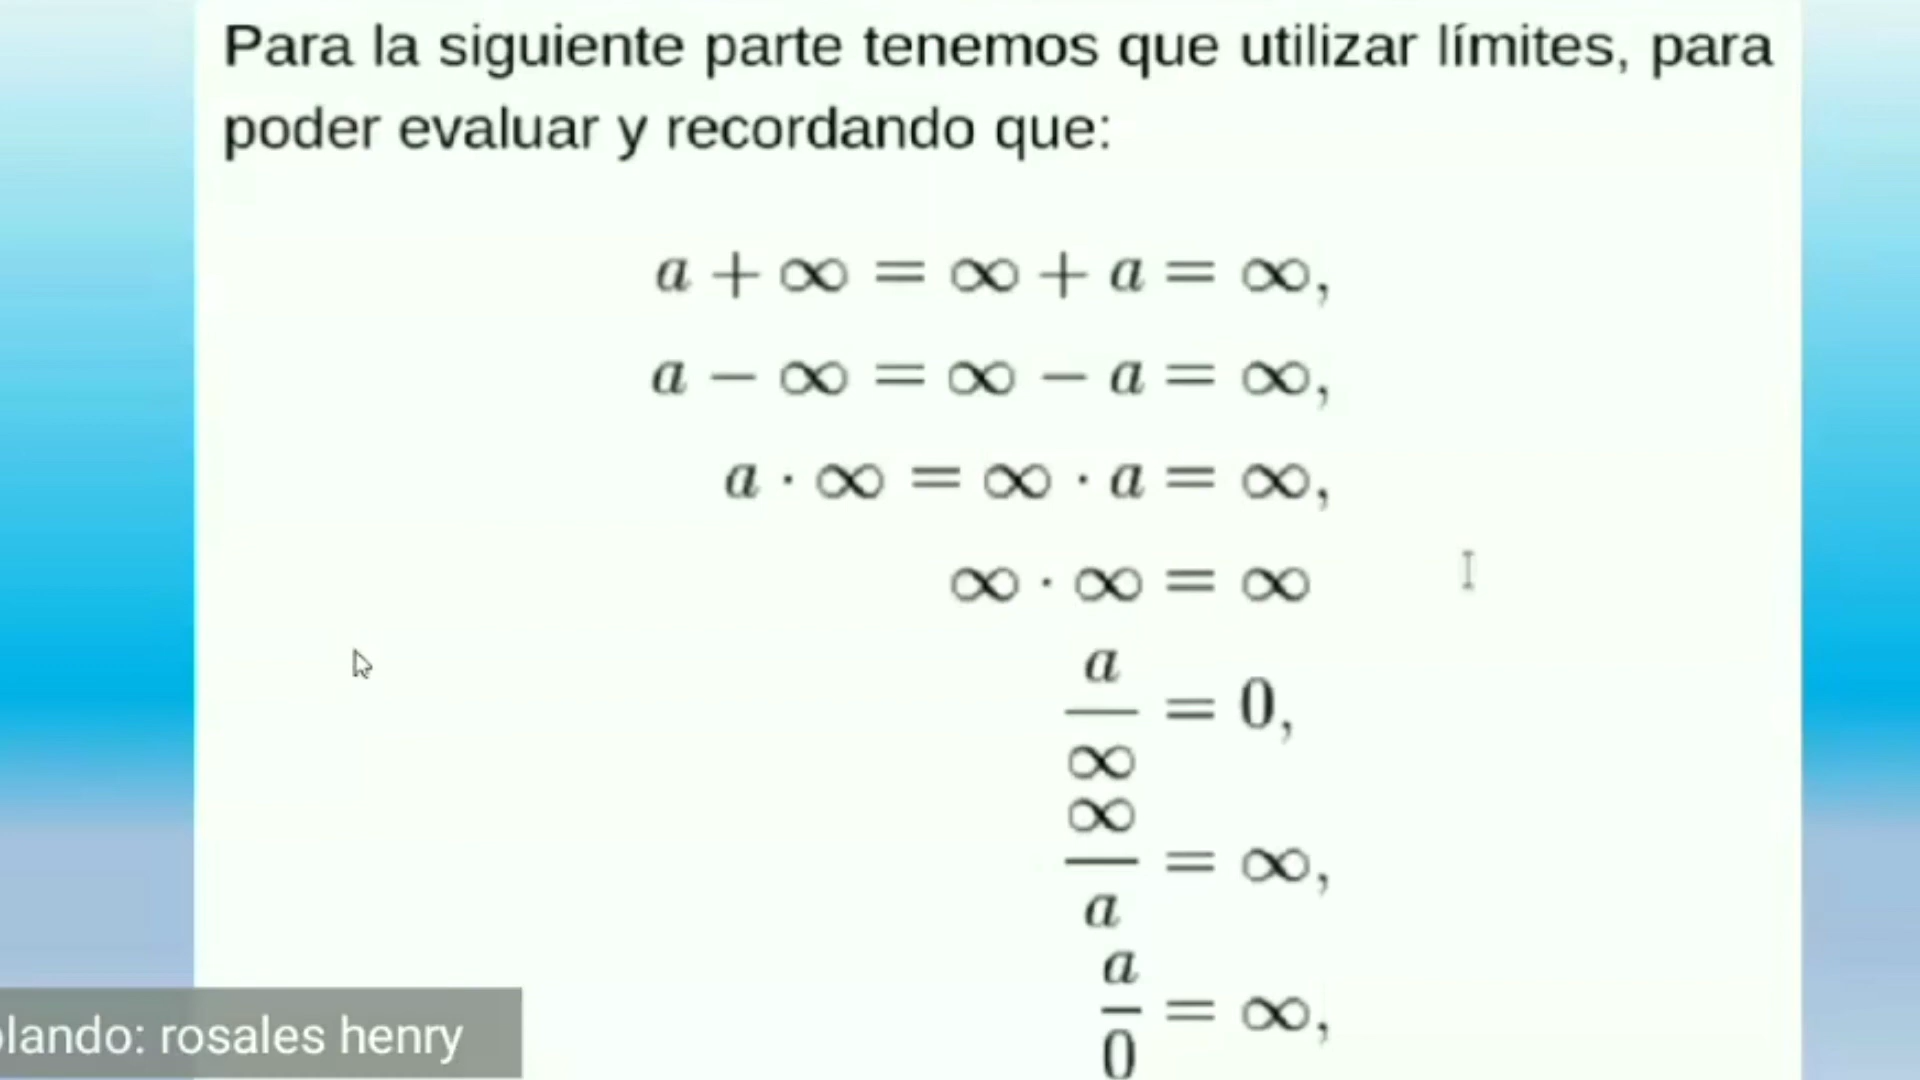 Para la siguiente parte tenemos que utilizar límites, para
poder evaluar y recordando que:
a + ∞ = ∞ + a = ∞,
a − ∞ = ∞ − a = ∞,
a · ∞ = ∞ · a = ∞,
∞ · ∞ = ∞
a/∞ = 0,
∞/a = ∞,
a/0 = ∞,
lando: rosales henry